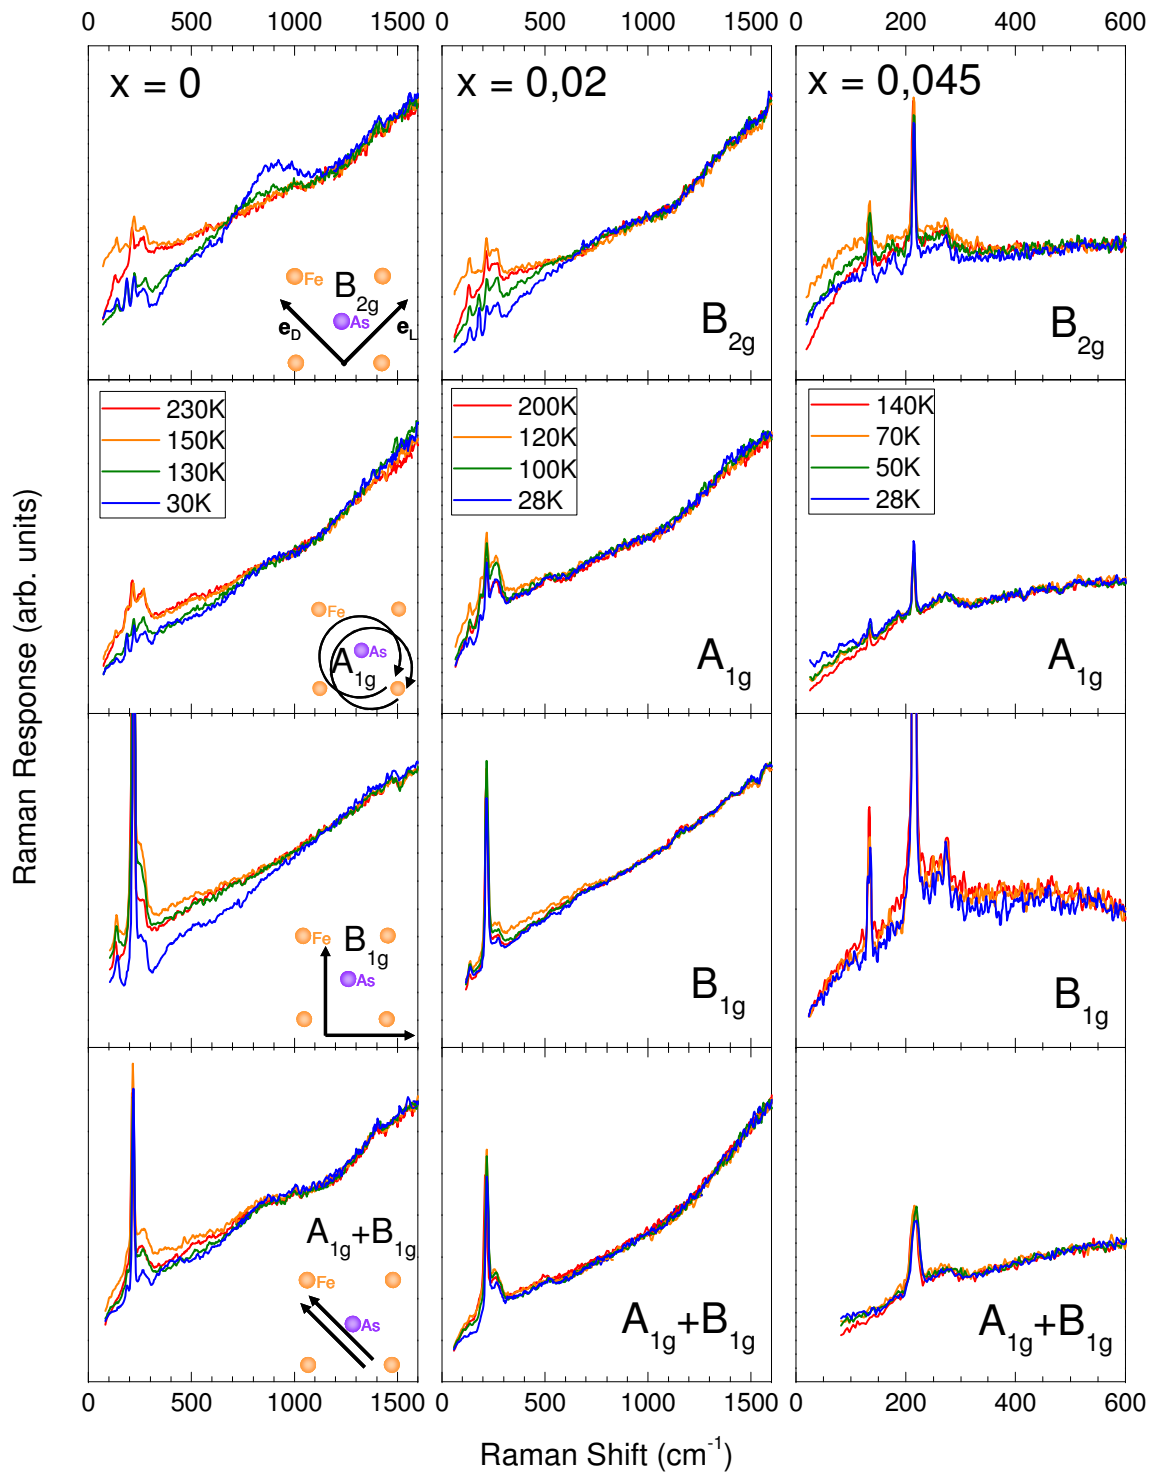 0 500 1000 1500 0 500 1000 1500 0 200 400 600
x = 0 x = 0,02 x = 0,045
Fe B2g
As
eD eL
B2g
B2g
230K
150K
130K
30K
200K
120K
100K
28K
140K
70K
50K
28K
Fe
As
A1g
A1g
A1g
Raman Response (arb. units)
Fe B1g
As
B1g
B1g
A1g+B1g
Fe
As
A1g+B1g
A1g+B1g
0 500 1000 1500 0 500 1000 1500 0 200 400 600
Raman Shift (cm-1)